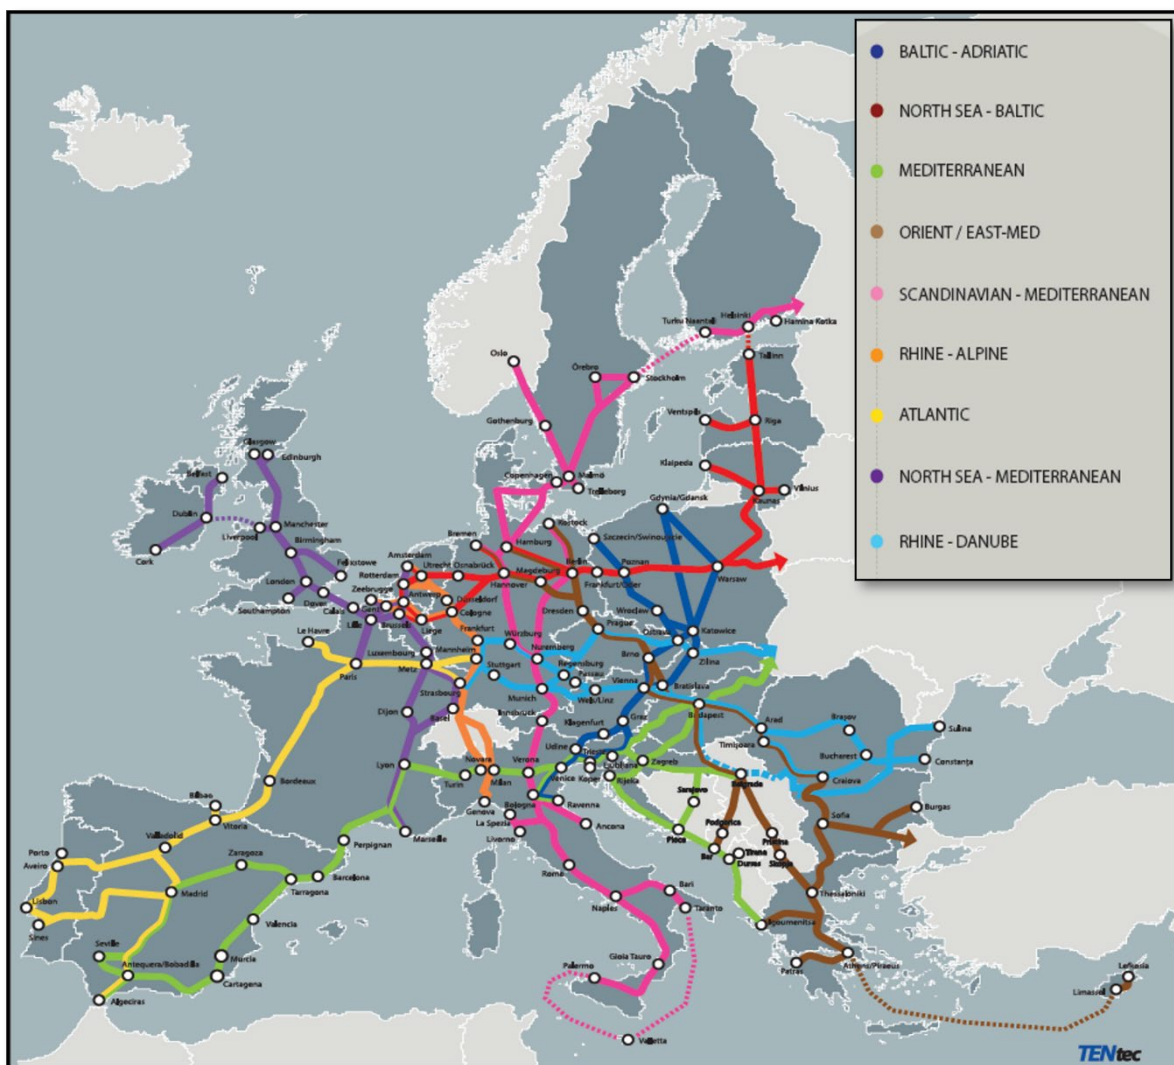 BALTIC - ADRIATIC
NORTH SEA - BALTIC
MEDITERRANEAN
ORIENT / EAST-MED
SCANDINAVIAN - MEDITERRANEAN
RHINE - ALPINE
ATLANTIC
NORTH SEA - MEDITERRANEAN
RHINE - DANUBE
Turku Naantali
Helsinki
Hamina Kotka
Oslo
Örebro
Stockholm
Tallinn
Gothenburg
Ventspils
Riga
Glasgow
Edinburgh
Belfast
Copenhagen
Malmö
Trelleborg
Klaipeda
Kaunas
Vilnius
Gdynia/Gdansk
Dublin
Liverpool
Manchester
Birmingham
Cork
Felixstowe
London
Southampton
Dover
Calais
Bremen
Hamburg
Rostock
Szczecin/Swinoujscie
Amsterdam
Rotterdam
Utrecht
Osnabrück
Hannover
Magdeburg
Berlin
Frankfurt/Oder
Poznan
Warsaw
Zeebrugge
Gent
Antwerp
Düsseldorf
Cologne
Lille
Brussels
Liège
Dresden
Wroclaw
Katowice
Le Havre
Paris
Luxembourg
Metz
Mannheim
Frankfurt
Würzburg
Nuremberg
Prague
Ostrava
Brno
Zilina
Strasbourg
Stuttgart
Regensburg
Passau
Wels/Linz
Vienna
Bratislava
Munich
Dijon
Basel
Innsbruck
Klagenfurt
Graz
Budapest
Arad
Timișoara
Brașov
Bucharest
Craiova
Sulina
Constanța
Lyon
Turin
Novara
Milan
Verona
Udine
Trieste
Venice
Koper
Ljubljana
Rijeka
Zagreb
Belgrade
Genova
Bologna
Ravenna
La Spezia
Livorno
Ancona
Sarajevo
Ploce
Podgorica
Bar
Pristina
Skopje
Tirana
Durres
Sofia
Burgas
Bordeaux
Bilbao
Vitoria
Valladolid
Porto
Aveiro
Lisbon
Sines
Marseille
Perpignan
Barcelona
Zaragoza
Tarragona
Madrid
Valencia
Seville
Antequera/Bobadilla
Murcia
Cartagena
Algeciras
Roma
Naples
Bari
Taranto
Gioia Tauro
Palermo
Valletta
Thessaloniki
Igoumenitsa
Patras
Athens/Piraeus
Lefkosia
Limassol
TENtec